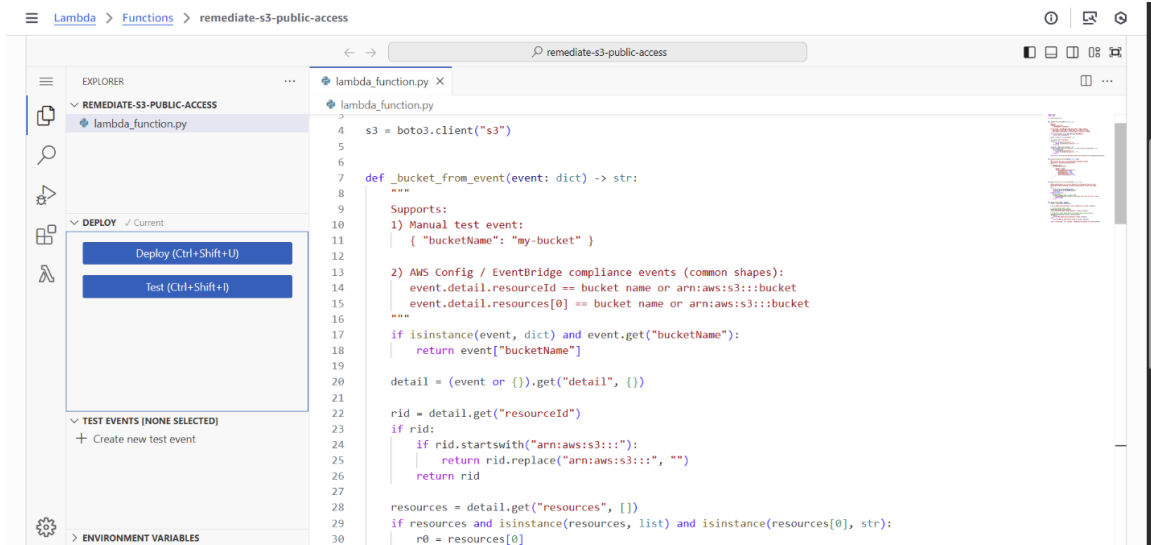 Lambda > Functions > remediate-s3-public-access
remediate-s3-public-access
EXPLORER
REMEDIATE-S3-PUBLIC-ACCESS
lambda_function.py
DEPLOY ✓ Current
Deploy (Ctrl+Shift+U)
Test (Ctrl+Shift+I)
TEST EVENTS [NONE SELECTED]
+ Create new test event
> ENVIRONMENT VARIABLES
lambda_function.py ×
lambda_function.py
4 s3 = boto3.client("s3")
5
6
7 def _bucket_from_event(event: dict) -> str:
8 """
9 Supports:
10 1) Manual test event:
11 { "bucketName": "my-bucket" }
12
13 2) AWS Config / EventBridge compliance events (common shapes):
14 event.detail.resourceId == bucket name or arn:aws:s3:::bucket
15 event.detail.resources[0] == bucket name or arn:aws:s3:::bucket
16 """
17 if isinstance(event, dict) and event.get("bucketName"):
18 return event["bucketName"]
19
20 detail = (event or {}).get("detail", {})
21
22 rid = detail.get("resourceId")
23 if rid:
24 if rid.startswith("arn:aws:s3:::"):
25 return rid.replace("arn:aws:s3:::", "")
26 return rid
27
28 resources = detail.get("resources", [])
29 if resources and isinstance(resources, list) and isinstance(resources[0], str):
30 r0 = resources[0]